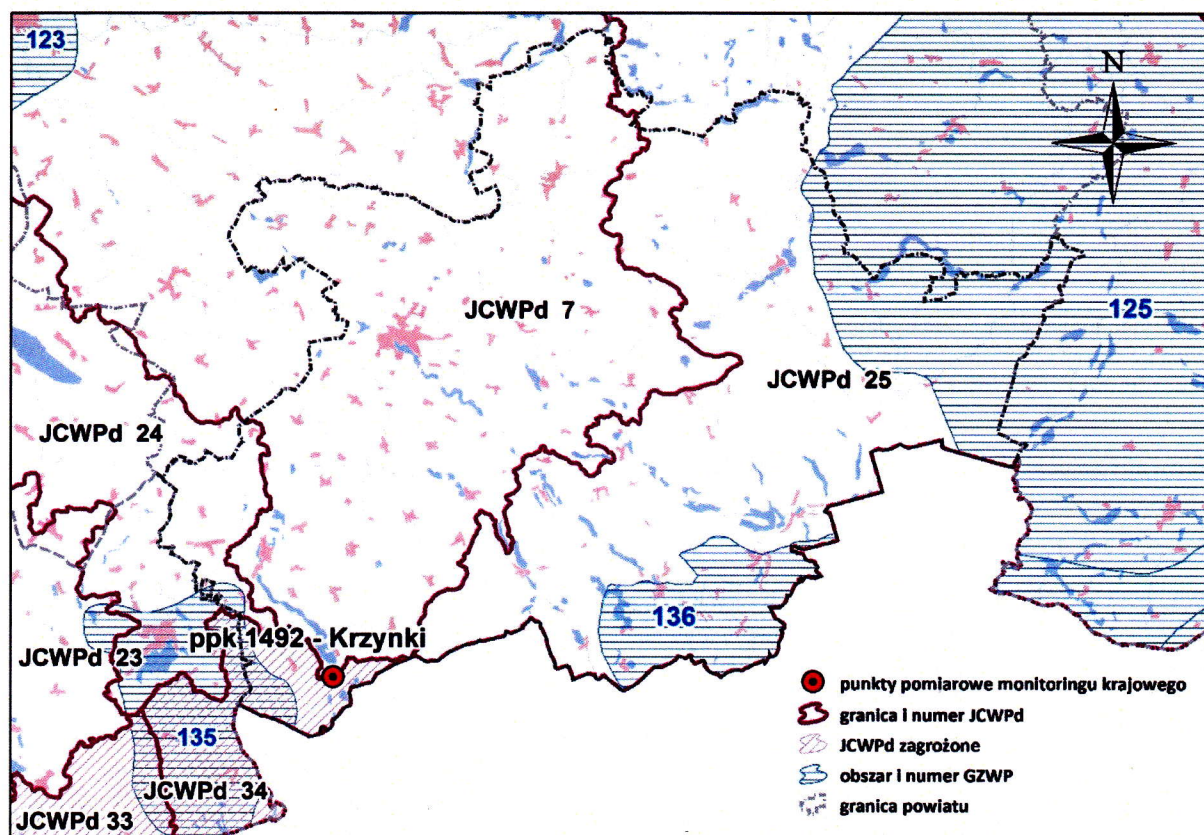 123
N
JCWPd 7
125
JCWPd 25
JCWPd 24
136
ppk 1492 - Krzynki
JCWPd 23
135
JCWPd 34
JCWPd 33
punkty pomiarowe monitoringu krajowego
granica i numer JCWPd
JCWPd zagrożone
obszar i numer GZWP
granica powiatu